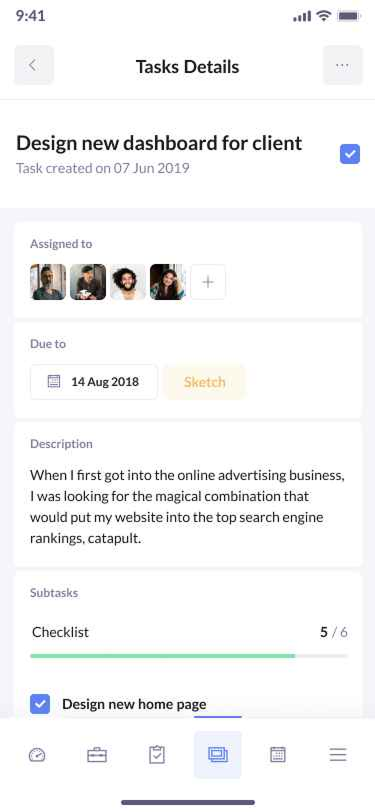 9:41
Tasks Details
Design new dashboard for client
Task created on 07 Jun 2019
Assigned to
Due to
14 Aug 2018
Sketch
Description
When I first got into the online advertising business,
I was looking for the magical combination that
would put my website into the top search engine
rankings, catapult.
Subtasks
Checklist
5 / 6
Design new home page